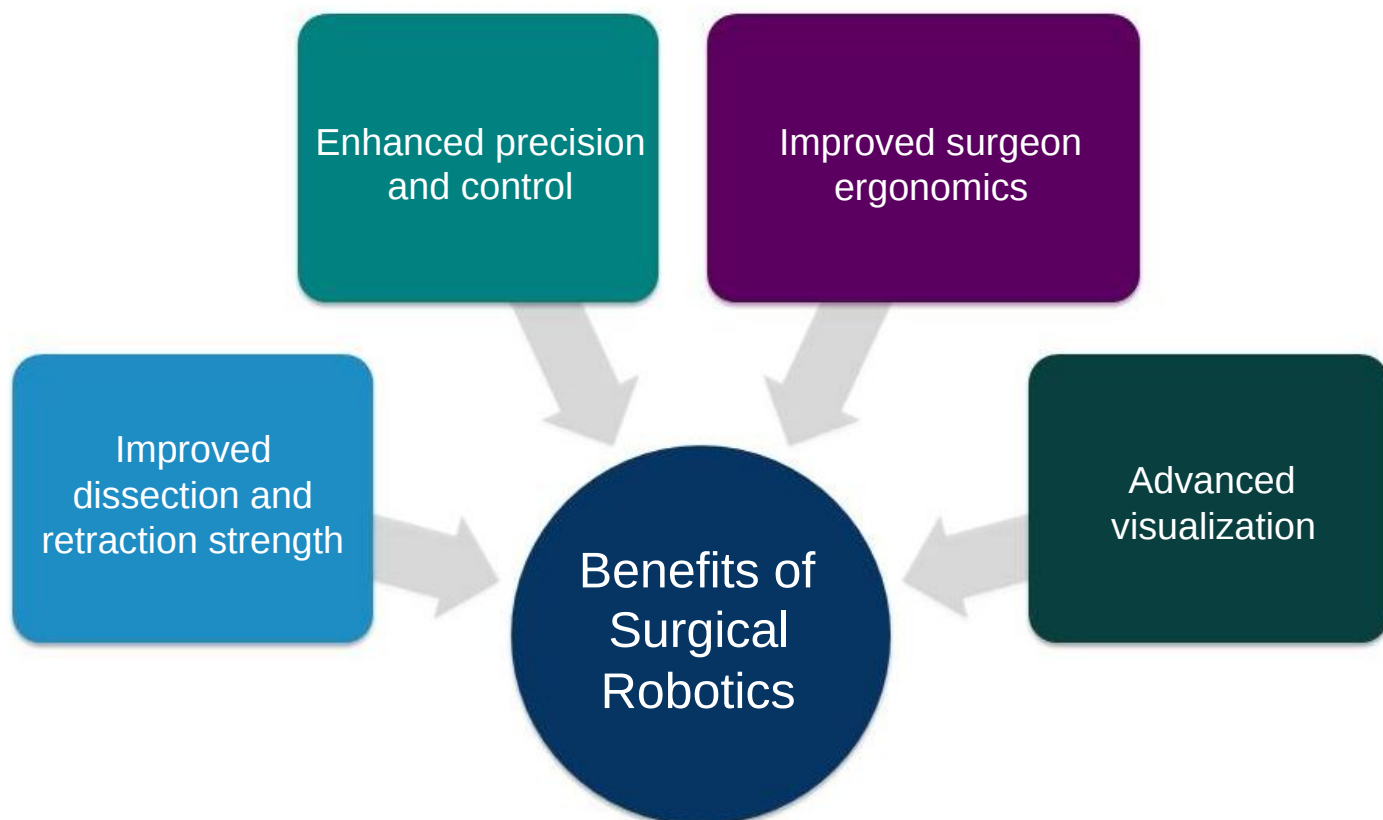 Enhanced precision
and control
Improved surgeon
ergonomics
Improved
dissection and
retraction strength
Advanced
visualization
Benefits of
Surgical
Robotics